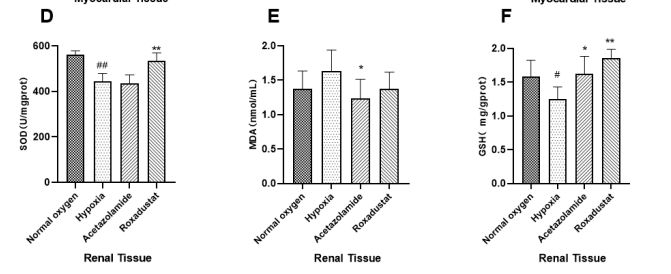 Myocardial Tissue
Myocardial Tissue
D
E
F
SOD(U/mgprot)
600
400
200
0
##
**
Normal oxygen
Hypoxia
Acetazolamide
Roxadustat
Renal Tissue
MDA(nmol/mL)
2.0
1.5
1.0
0.5
0.0
*
Normal oxygen
Hypoxia
Acetazolamide
Roxadustat
Renal Tissue
GSH( mg/gprot)
2.0
1.5
1.0
0.5
0.0
#
*
**
Normal oxygen
Hypoxia
Acetazolamide
Roxadustat
Renal Tissue